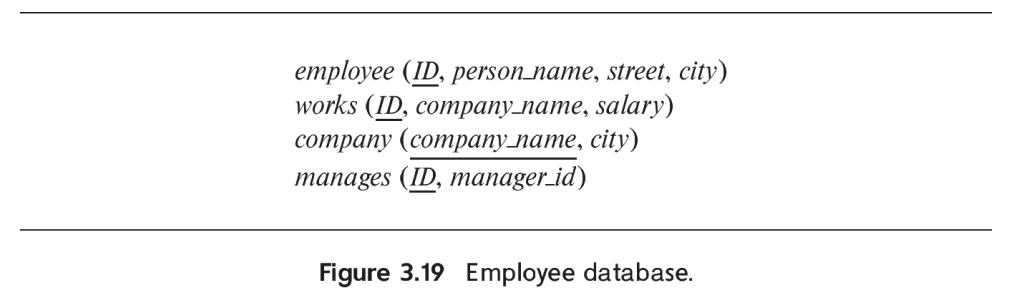 employee (ID, person_name, street, city)
works (ID, company_name, salary)
company (company_name, city)
manages (ID, manager_id)
Figure 3.19 Employee database.